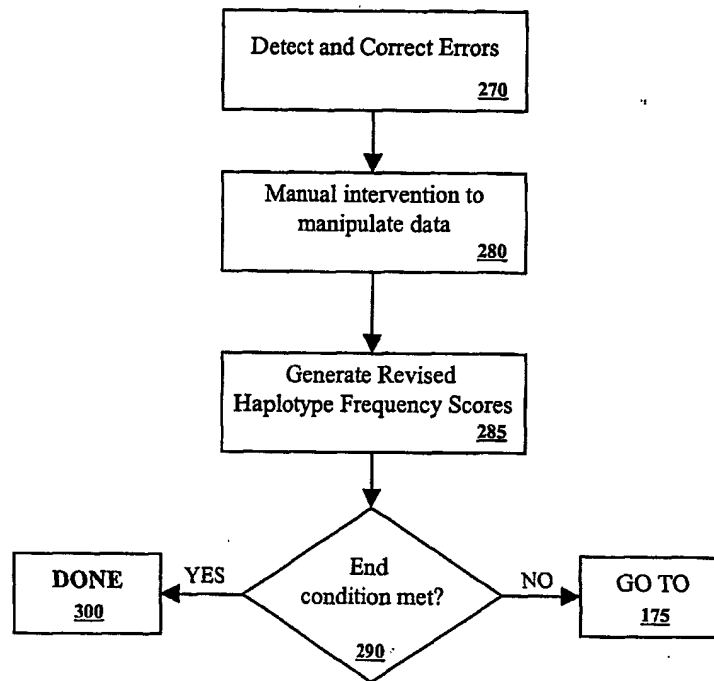 Detect and Correct Errors
270
Manual intervention to
manipulate data
280
Generate Revised
Haplotype Frequency Scores
285
End
condition met?
290
YES
DONE
300
NO
GO TO
175